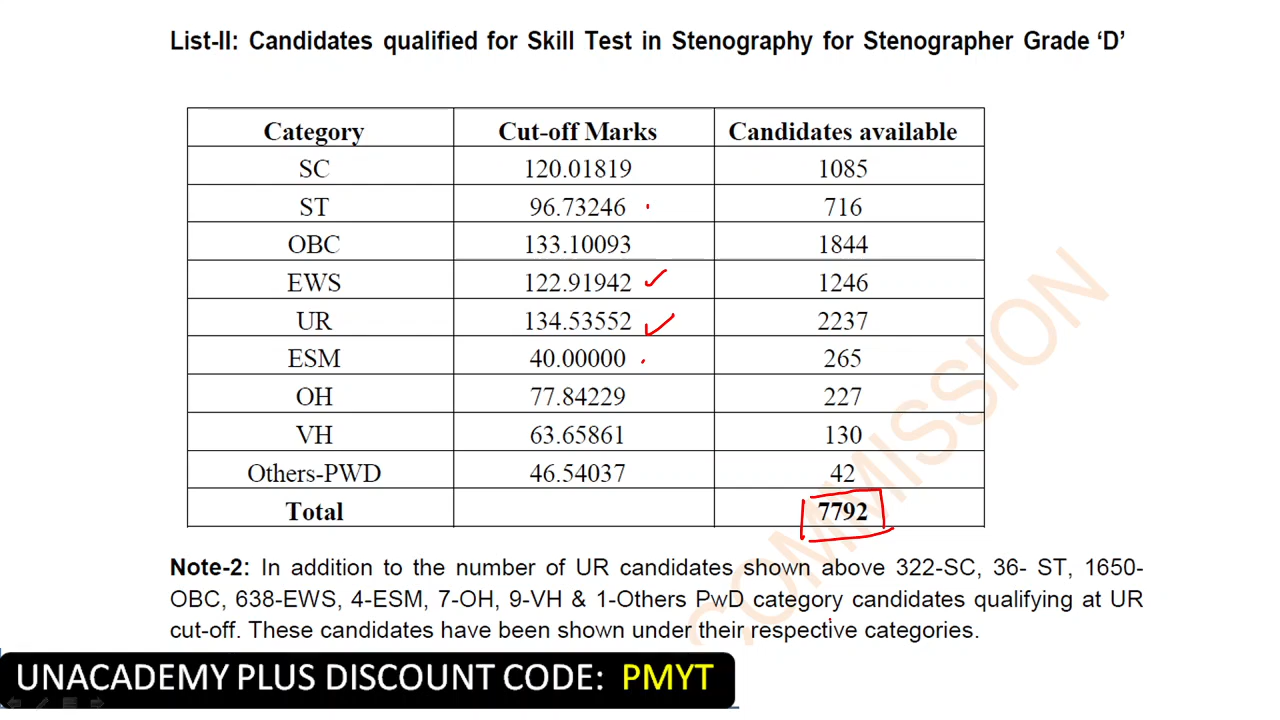 List-II: Candidates qualified for Skill Test in Stenography for Stenographer Grade ‘D’
Category Cut-off Marks Candidates available
SC 120.01819 1085
ST 96.73246 716
OBC 133.10093 1844
EWS 122.91942 1246
UR 134.53552 2237
ESM 40.00000 265
OH 77.84229 227
VH 63.65861 130
Others-PWD 46.54037 42
Total 7792
Note-2: In addition to the number of UR candidates shown above 322-SC, 36- ST, 1650-
OBC, 638-EWS, 4-ESM, 7-OH, 9-VH & 1-Others PwD category candidates qualifying at UR
cut-off. These candidates have been shown under their respective categories.
COMMISSION
UNACADEMY PLUS DISCOUNT CODE: PMYT